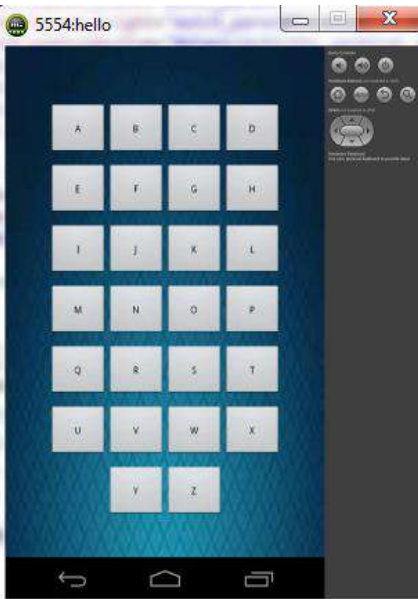 5554:hello
A B C D
E F G H
I J K L
M N O P
Q R S T
U V W X
Y Z